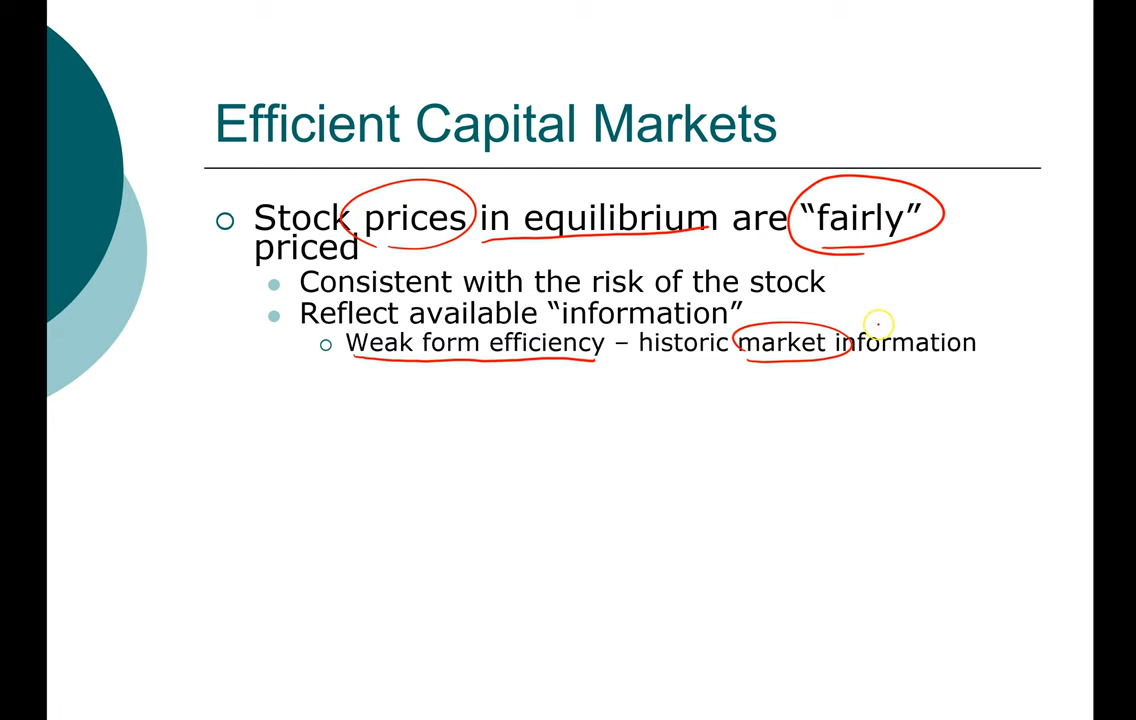 Efficient Capital Markets
Stock prices in equilibrium are “fairly”
priced
Consistent with the risk of the stock
Reflect available “information”
Weak form efficiency – historic market information